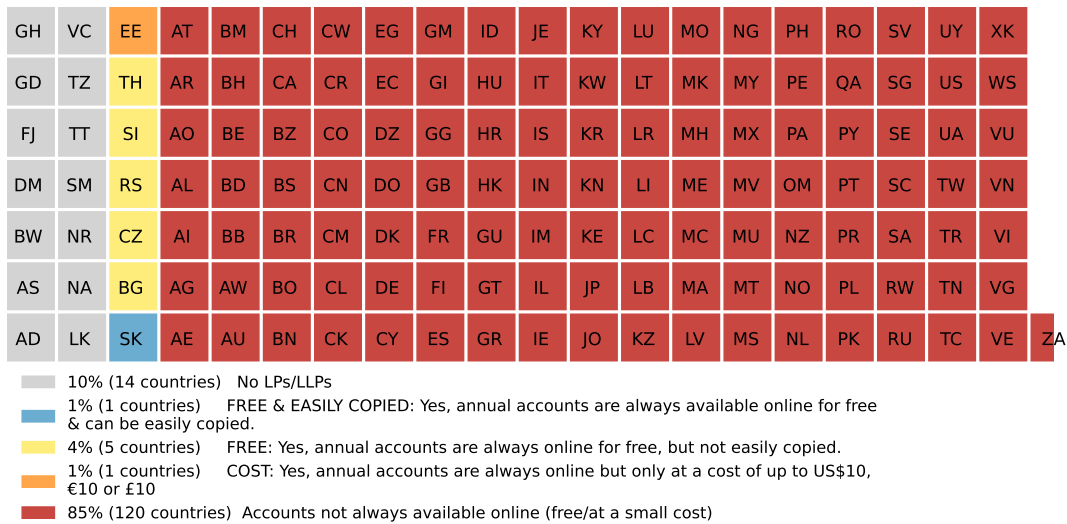 GH VC EE AT BM CH CW EG GM ID JE KY LU MO NG PH RO SV UY XK
GD TZ TH AR BH CA CR EC GI HU IT KW LT MK MY PE QA SG US WS
FJ TT SI AO BE BZ CO DZ GG HR IS KR LR MH MX PA PY SE UA VU
DM SM RS AL BD BS CN DO GB HK IN KN LI ME MV OM PT SC TW VN
BW NR CZ AI BB BR CM DK FR GU IM KE LC MC MU NZ PR SA TR VI
AS NA BG AG AW BO CL DE FI GT IL JP LB MA MT NO PL RW TN VG
AD LK SK AE AU BN CK CY ES GR IE JO KZ LV MS NL PK RU TC VE ZA
10% (14 countries) No LPs/LLPs
1% (1 countries) FREE & EASILY COPIED: Yes, annual accounts are always available online for free
& can be easily copied.
4% (5 countries) FREE: Yes, annual accounts are always online for free, but not easily copied.
1% (1 countries) COST: Yes, annual accounts are always online but only at a cost of up to US$10,
€10 or £10
85% (120 countries) Accounts not always available online (free/at a small cost)